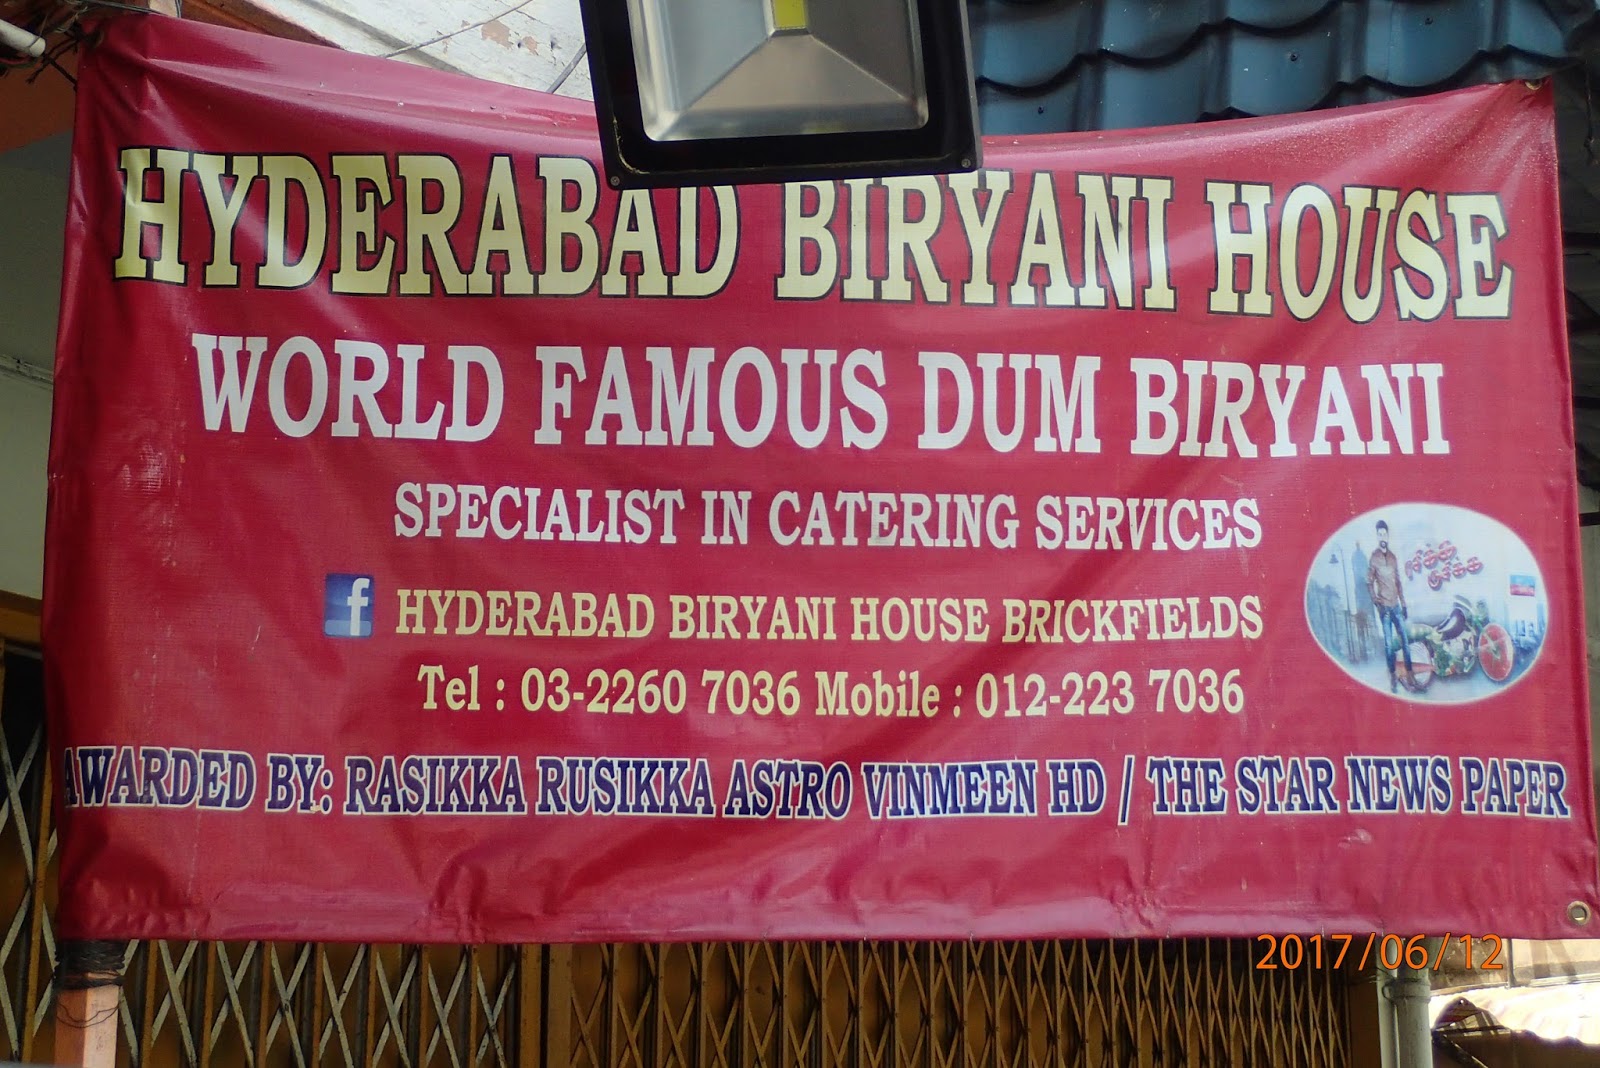 HYDERABAD BIRYANI HOUSE
WORLD FAMOUS DUM BIRYANI
SPECIALIST IN CATERING SERVICES
f HYDERABAD BIRYANI HOUSE BRICKFIELDS
ரசிக்க
ருசிக்க
Tel : 03-2260 7036 Mobile : 012-223 7036
AWARDED BY: RASIKKA RUSIKKA ASTRO VINMEEN HD / THE STAR NEWS PAPER
2017/06/12